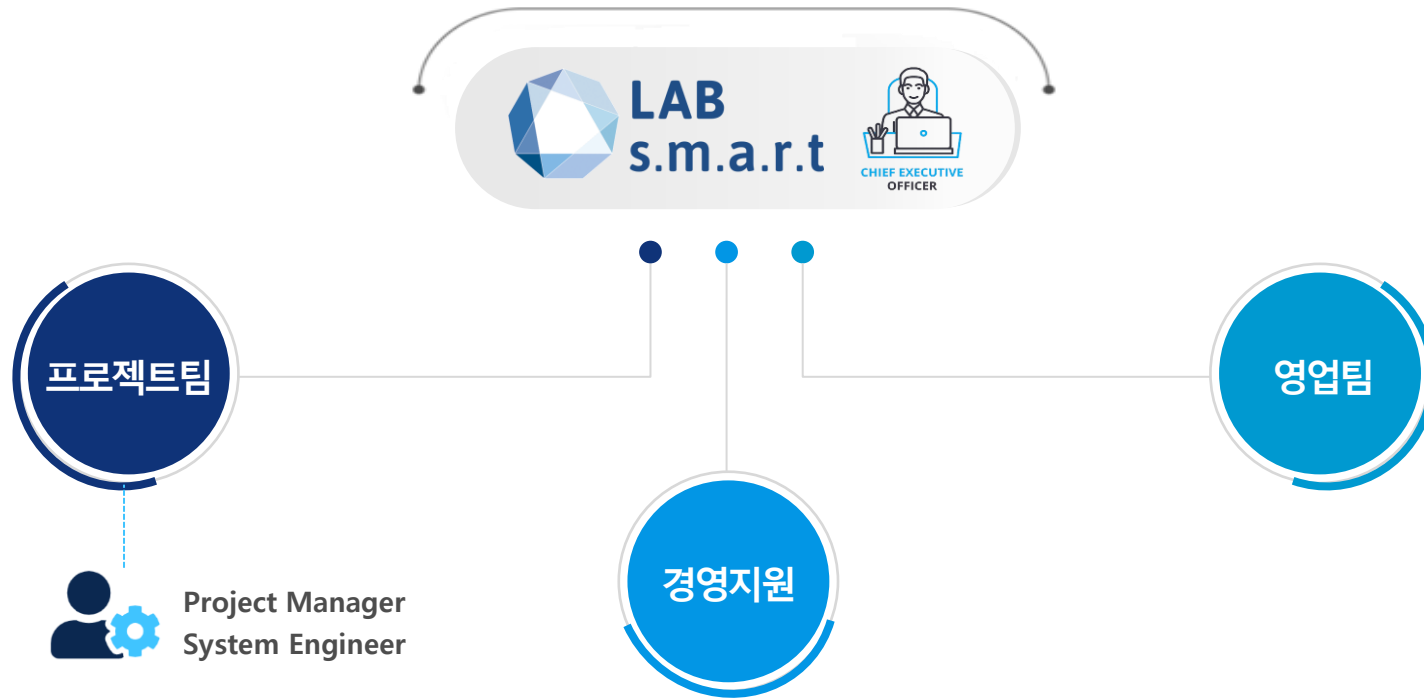 LAB
s.m.a.r.t
CHIEF EXECUTIVE
OFFICER
프로젝트팀
영업팀
경영지원
Project Manager
System Engineer